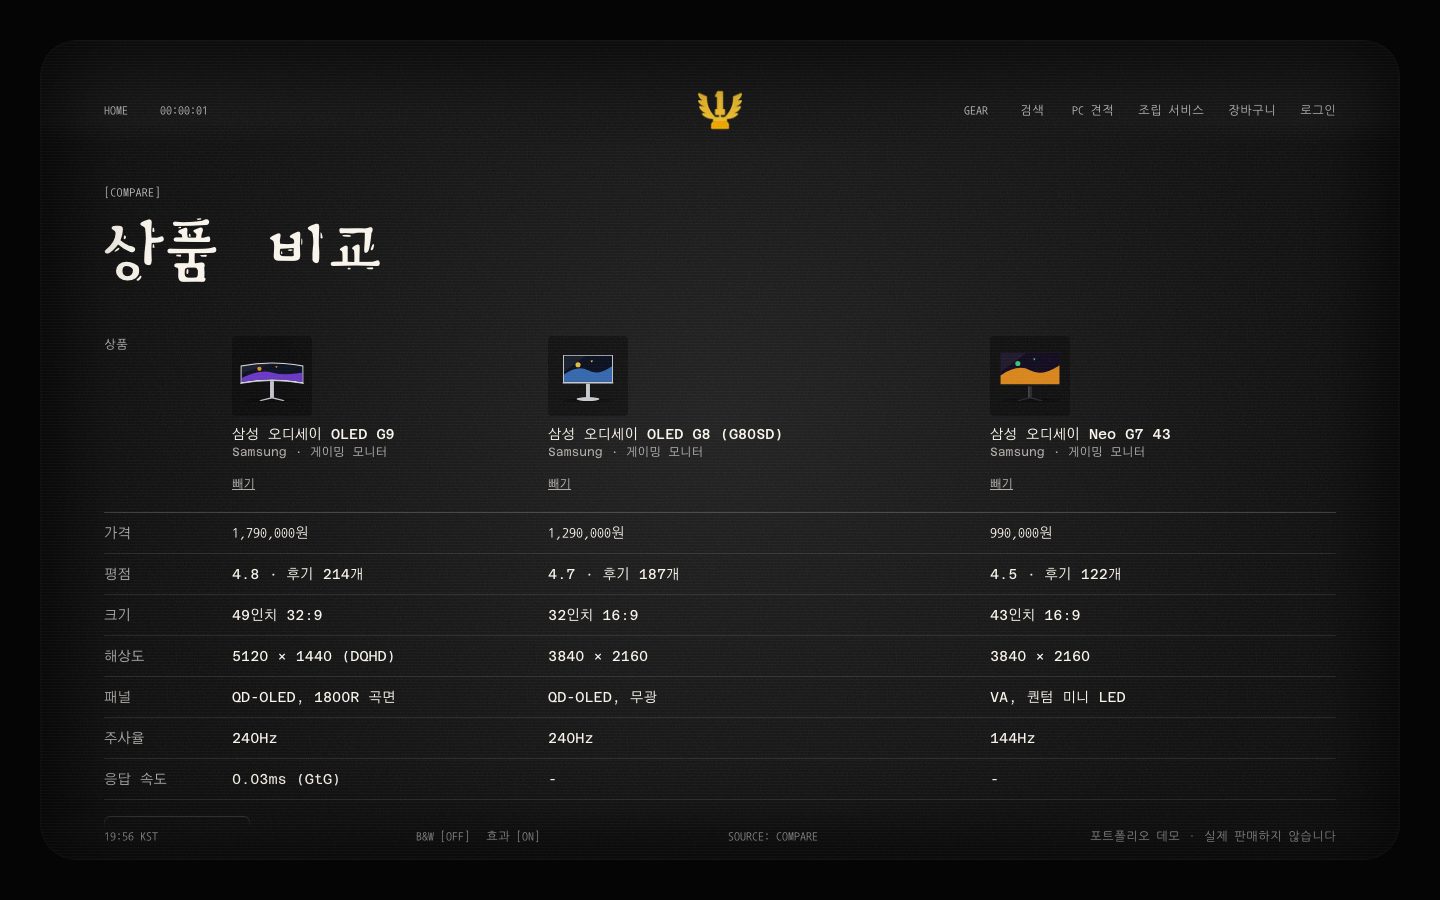 HOME 00:00:01 GEAR 검색 PC 견적 조립 서비스 장바구니 로그인
[COMPARE]
상품 비교
상품
삼성 오디세이 OLED G9 삼성 오디세이 OLED G8 (G80SD) 삼성 오디세이 Neo G7 43
Samsung · 게이밍 모니터 Samsung · 게이밍 모니터 Samsung · 게이밍 모니터
빼기 빼기 빼기
가격 1,790,000원 1,290,000원 990,000원
평점 4.8 · 후기 214개 4.7 · 후기 187개 4.5 · 후기 122개
크기 49인치 32:9 32인치 16:9 43인치 16:9
해상도 5120 × 1440 (DQHD) 3840 × 2160 3840 × 2160
패널 QD-OLED, 1800R 곡면 QD-OLED, 무광 VA, 퀀텀 미니 LED
주사율 240Hz 240Hz 144Hz
응답 속도 0.03ms (GtG) - -
19:56 KST B&W [OFF] 효과 [ON] SOURCE: COMPARE 포트폴리오 데모 · 실제 판매하지 않습니다